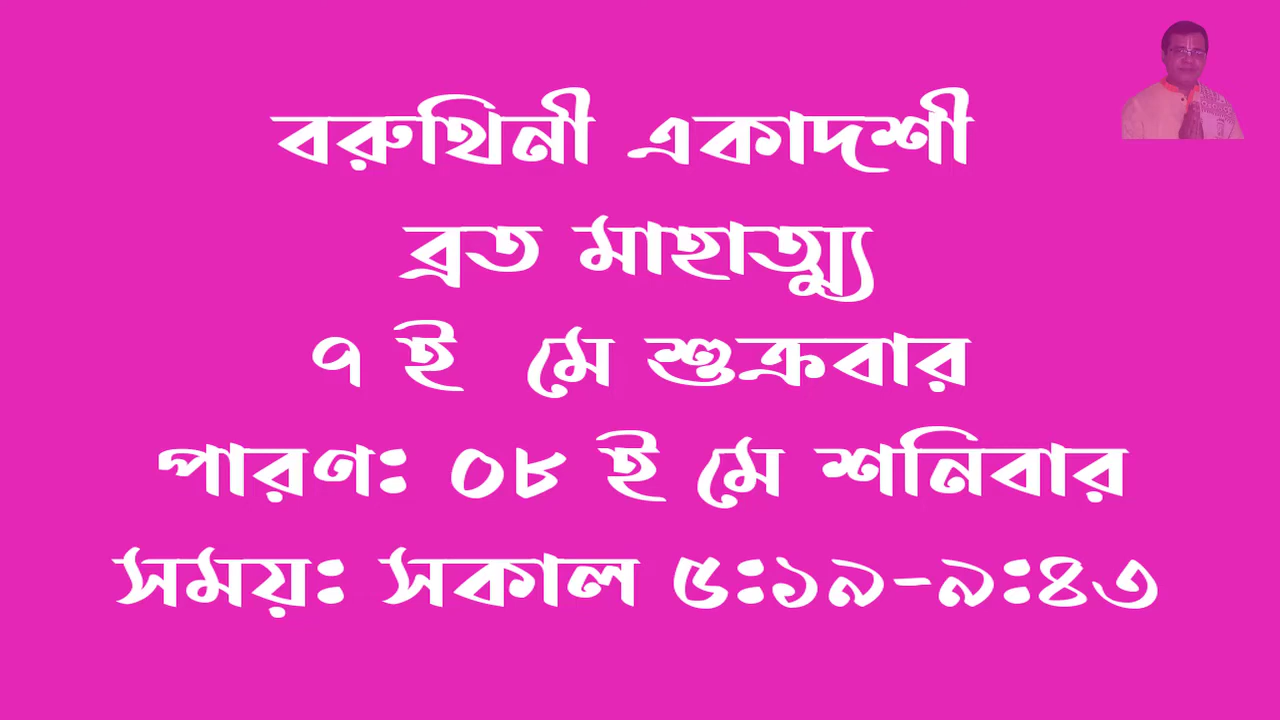 বরুথিনী একাদশী
ব্রত মাহাত্ম্য
৭ ই মে শুক্রবার
পারণ: ০৮ ই মে শনিবার
সময়: সকাল ৫:১৯-৯:৪৩